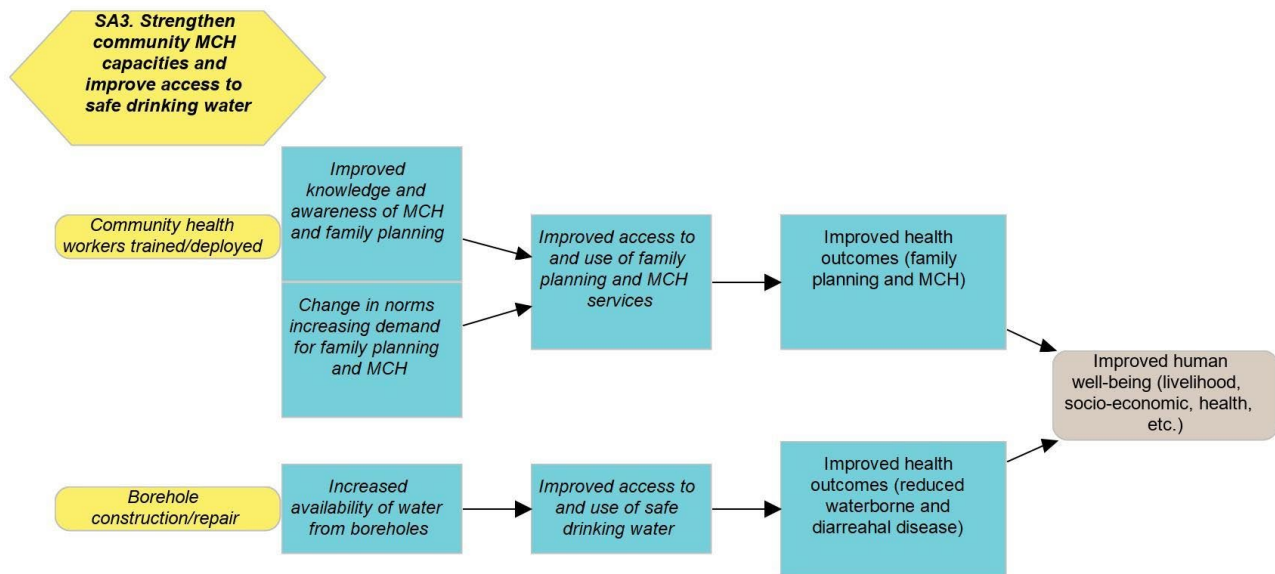 SA3. Strengthen
community MCH
capacities and
improve access to
safe drinking water
Community health
workers trained/deployed
Improved
knowledge and
awareness of MCH
and family planning
Change in norms
increasing demand
for family planning
and MCH
Improved access to
and use of family
planning and MCH
services
Improved health
outcomes (family
planning and MCH)
Improved human
well-being (livelihood,
socio-economic, health,
etc.)
Borehole
construction/repair
Increased
availability of water
from boreholes
Improved access to
and use of safe
drinking water
Improved health
outcomes (reduced
waterborne and
diarreahal disease)